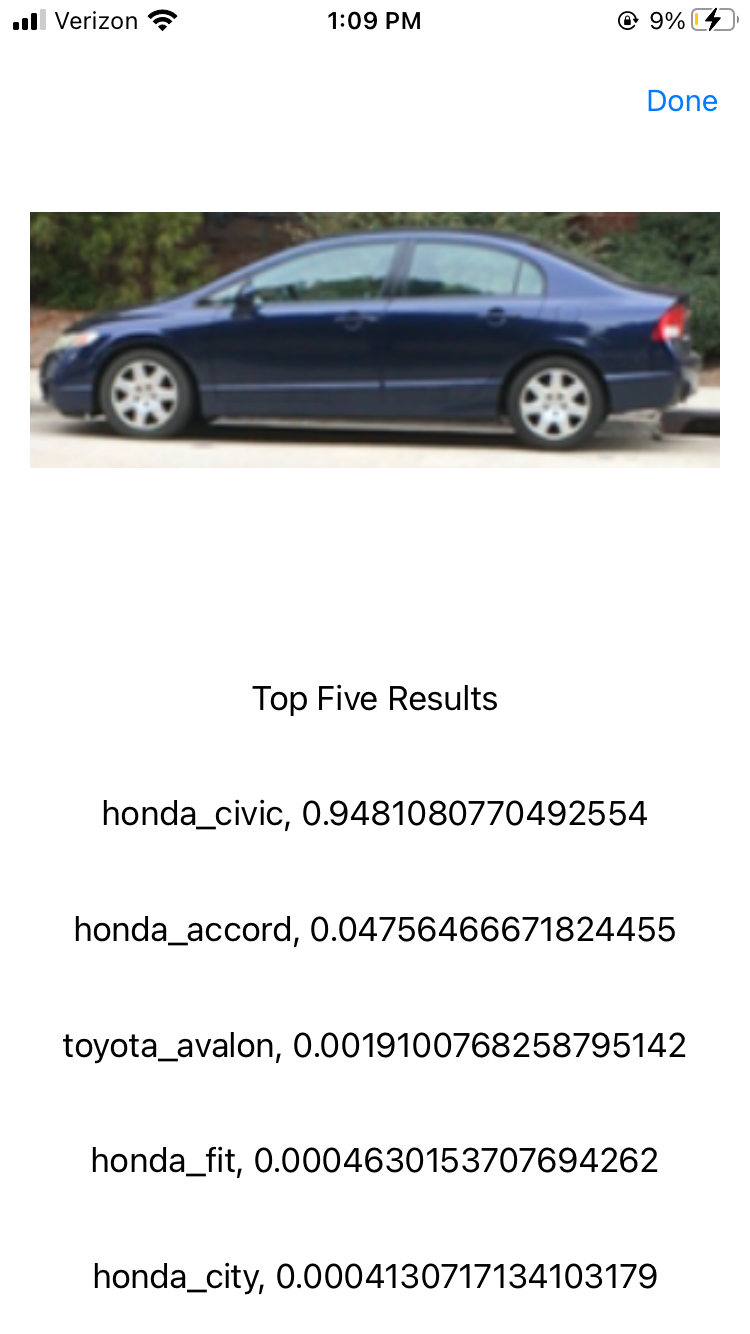 Verizon 1:09 PM 9%
Done
Top Five Results
honda_civic, 0.9481080770492554
honda_accord, 0.04756466671824455
toyota_avalon, 0.0019100768258795142
honda_fit, 0.0004630153707694262
honda_city, 0.0004130717134103179